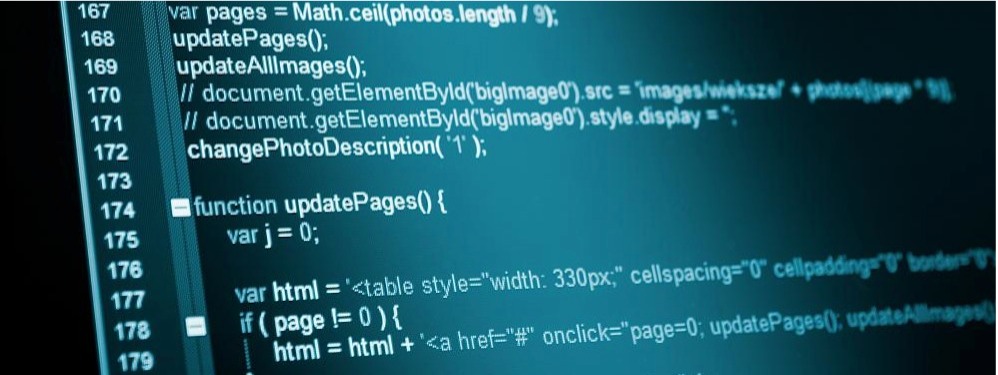 167 var pages = Math.ceil(photos.length / 9);
168 updatePages();
169 updateAllImages();
170 // document.getElementById('bigImage0').src = 'images/wieksze/' + photos[(page * 9)].
171 // document.getElementById('bigImage0').style.display = '';
172 changePhotoDescription( '1' );
173
174 function updatePages() {
175 var j = 0;
176
177 var html = '<table style="width: 330px;" cellspacing="0" cellpadding="0" border="0"
178 if ( page != 0 ) {
179 html = html + '<a href="#" onclick="page=0; updatePages(); updateAllImages()